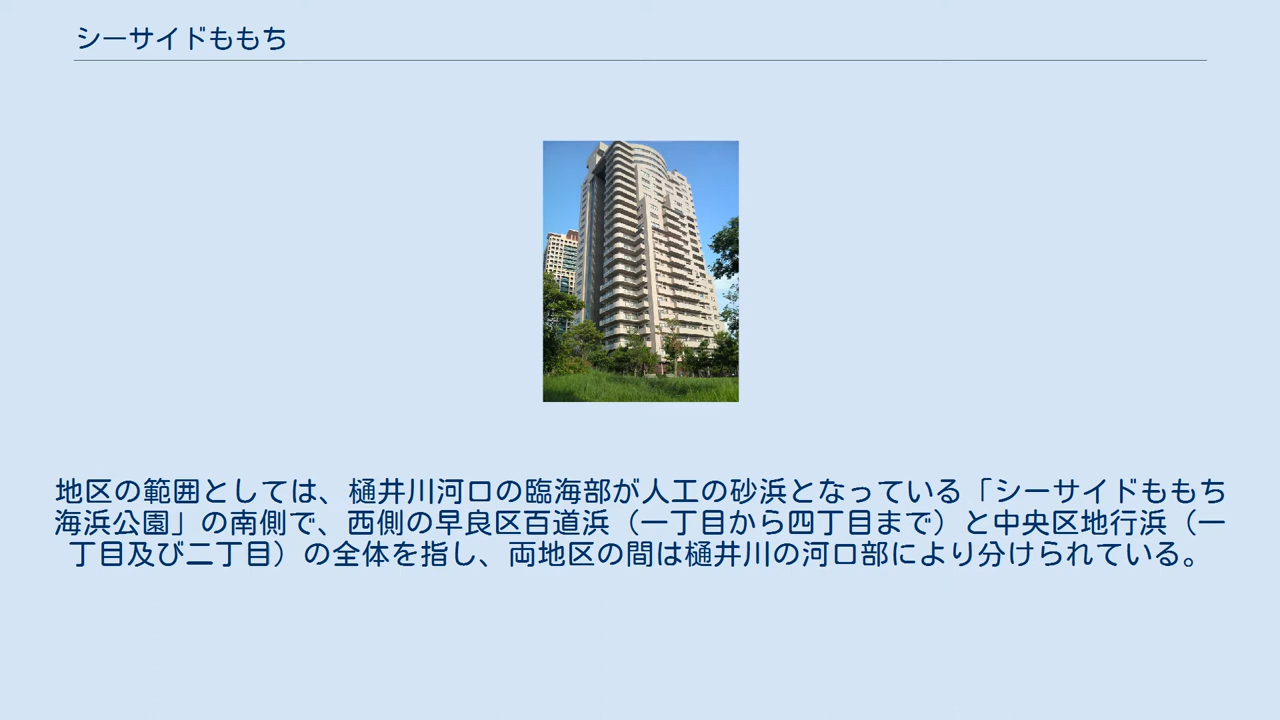 シーサイドももち
地区の範囲としては、樋井川河口の臨海部が人工の砂浜となっている「シーサイドももち
海浜公園」の南側で、西側の早良区百道浜（一丁目から四丁目まで）と中央区地行浜（一
丁目及び二丁目）の全体を指し、両地区の間は樋井川の河口部により分けられている。